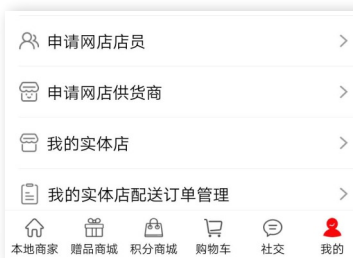 申请网店店员
申请网店供货商
我的实体店
我的实体店配送订单管理
本地商家 赠品商城 积分商城 购物车 社交 我的